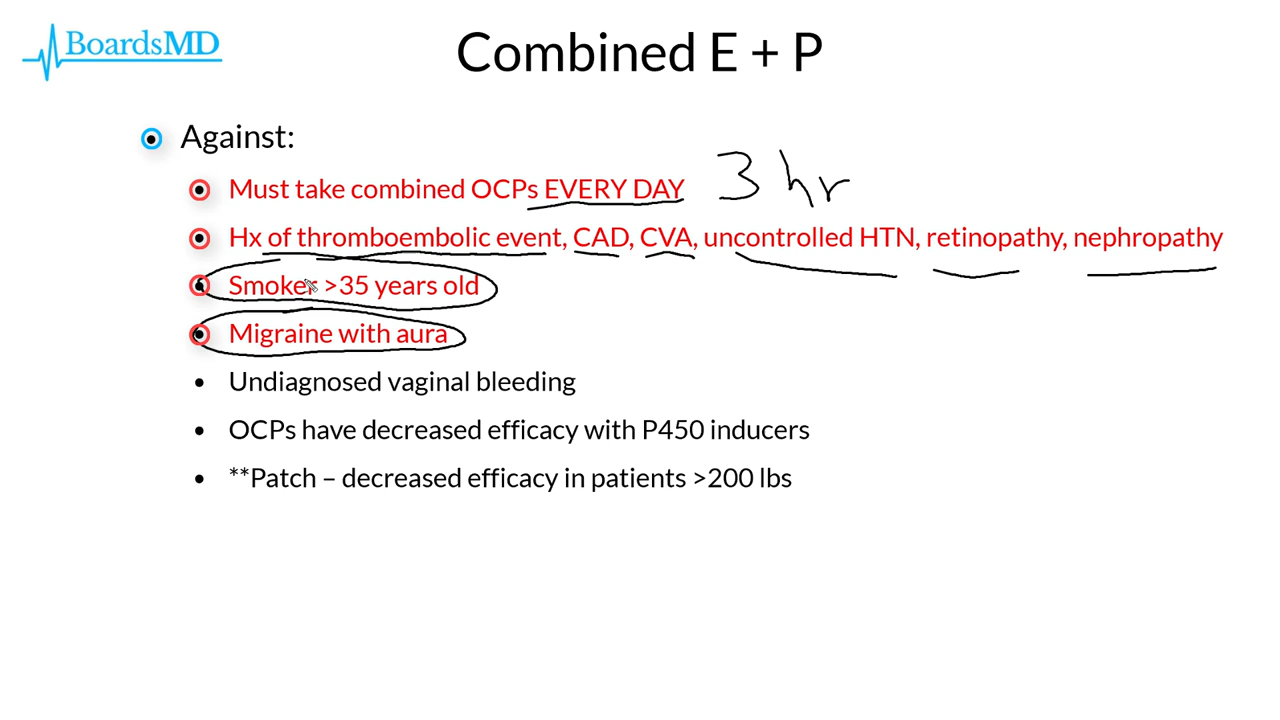 BoardsMD
Combined E + P
Against:
Must take combined OCPs EVERY DAY 3 hr
Hx of thromboembolic event, CAD, CVA, uncontrolled HTN, retinopathy, nephropathy
Smoker >35 years old
Migraine with aura
Undiagnosed vaginal bleeding
OCPs have decreased efficacy with P450 inducers
**Patch – decreased efficacy in patients >200 lbs